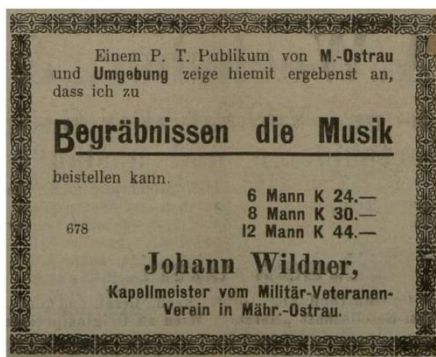 Einem P. T. Publikum von M.-Ostrau
und Umgebung zeige hiemit ergebenst an,
dass ich zu
Begräbnissen die Musik
beistellen kann.
6 Mann K 24.—
8 Mann K 30.—
678 12 Mann K 44.—
Johann Wildner,
Kapellmeister vom Militär-Veteranen-
Verein in Mähr.-Ostrau.